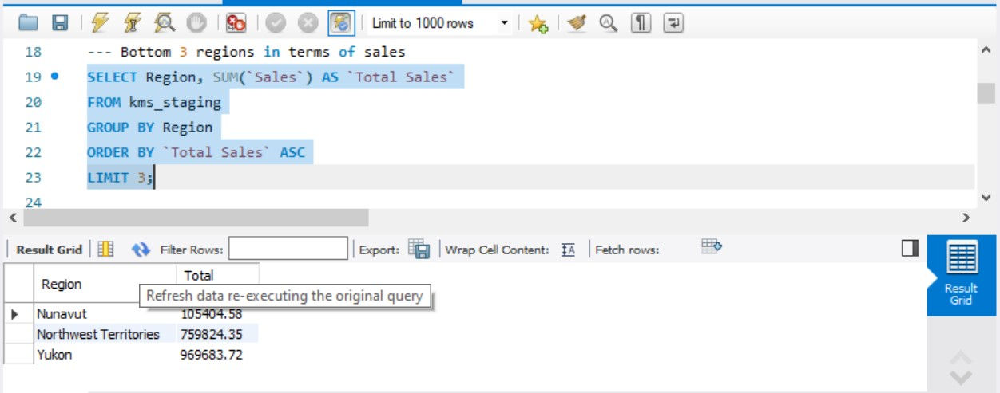 Limit to 1000 rows
18 --- Bottom 3 regions in terms of sales
19 SELECT Region, SUM(`Sales`) AS `Total Sales`
20 FROM kms_staging
21 GROUP BY Region
22 ORDER BY `Total Sales` ASC
23 LIMIT 3;
24
Result Grid Filter Rows: Export: Wrap Cell Content: Fetch rows:
Region Total
Refresh data re-executing the original query
Nunavut 105404.58
Northwest Territories 759824.35
Yukon 969683.72
Result
Grid